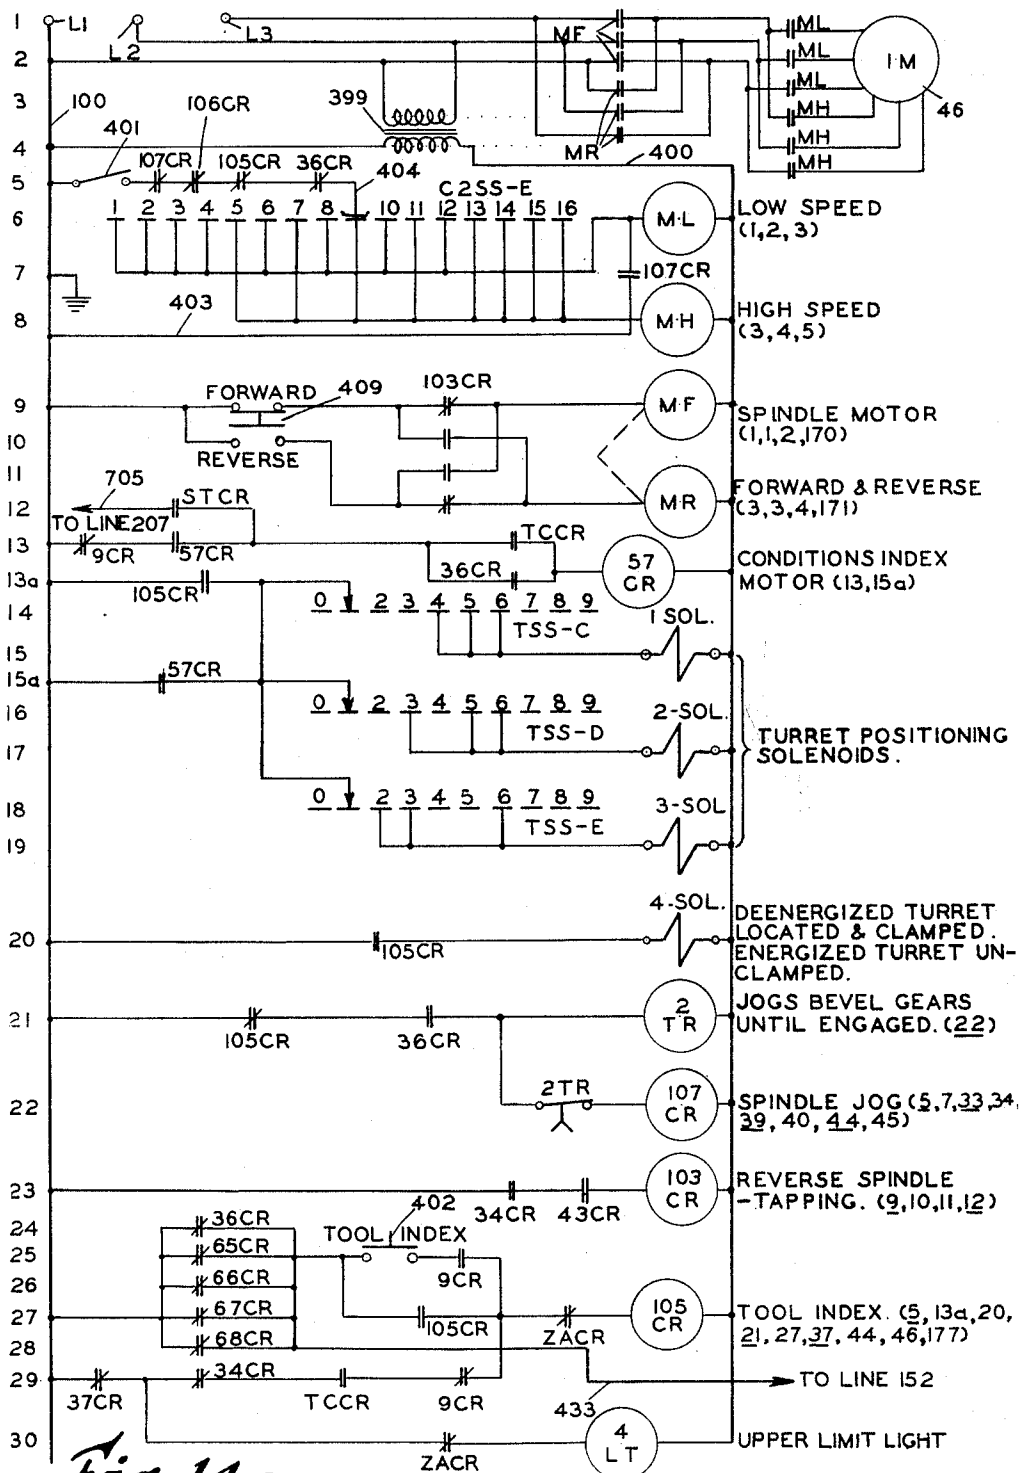 1 L1 L2 L3 MF ML
2 ML 1·M
ML
3 100 106CR 399 MH 46
4 401 MR 400 MH
MH
5 107CR 105CR 36CR 404 C2SS-E
6 1 2 3 4 5 6 7 8 10 11 12 13 14 15 16 M·L LOW SPEED
(1,2,3)
7 107CR
8 403 M·H HIGH SPEED
(3,4,5)
9 FORWARD 409 103CR M·F SPINDLE MOTOR
10 (1,1,2,170)
REVERSE
11
12 705 STCR M·R FORWARD & REVERSE
TO LINE 207 (3,3,4,171)
13 9CR 57CR TCCR 57 CONDITIONS INDEX
36CR GR MOTOR (13,15a)
13a 105CR
14 0 2 3 4 5 6 7 8 9
TSS-C 1 SOL.
15
15a 57CR
16 0 2 3 4 5 6 7 8 9 2-SOL.
TSS-D TURRET POSITIONING
17 SOLENOIDS.
18 0 2 3 4 5 6 7 8 9 3-SOL
TSS-E
19
4-SOL. DEENERGIZED TURRET
20 LOCATED & CLAMPED.
105CR ENERGIZED TURRET UN-
CLAMPED.
21 2 JOGS BEVEL GEARS
105CR 36CR TR UNTIL ENGAGED. (22)
22 2TR 107 SPINDLE JOG (5,7,33,34,
CR 39,40,44,45)
23 103 REVERSE SPINDLE
34CR 43CR CR -TAPPING. (9,10,11,12)
24 36CR 402
TOOL INDEX
25 65CR
9CR
26 66CR
27 67CR 105CR 105 TOOL INDEX. (5, 13a, 20,
ZACR CR 21, 27, 37, 44, 46, 177)
28 68CR
29 34CR TO LINE 152
37CR TCCR 9CR 433
30 4 UPPER LIMIT LIGHT
ZACR LT